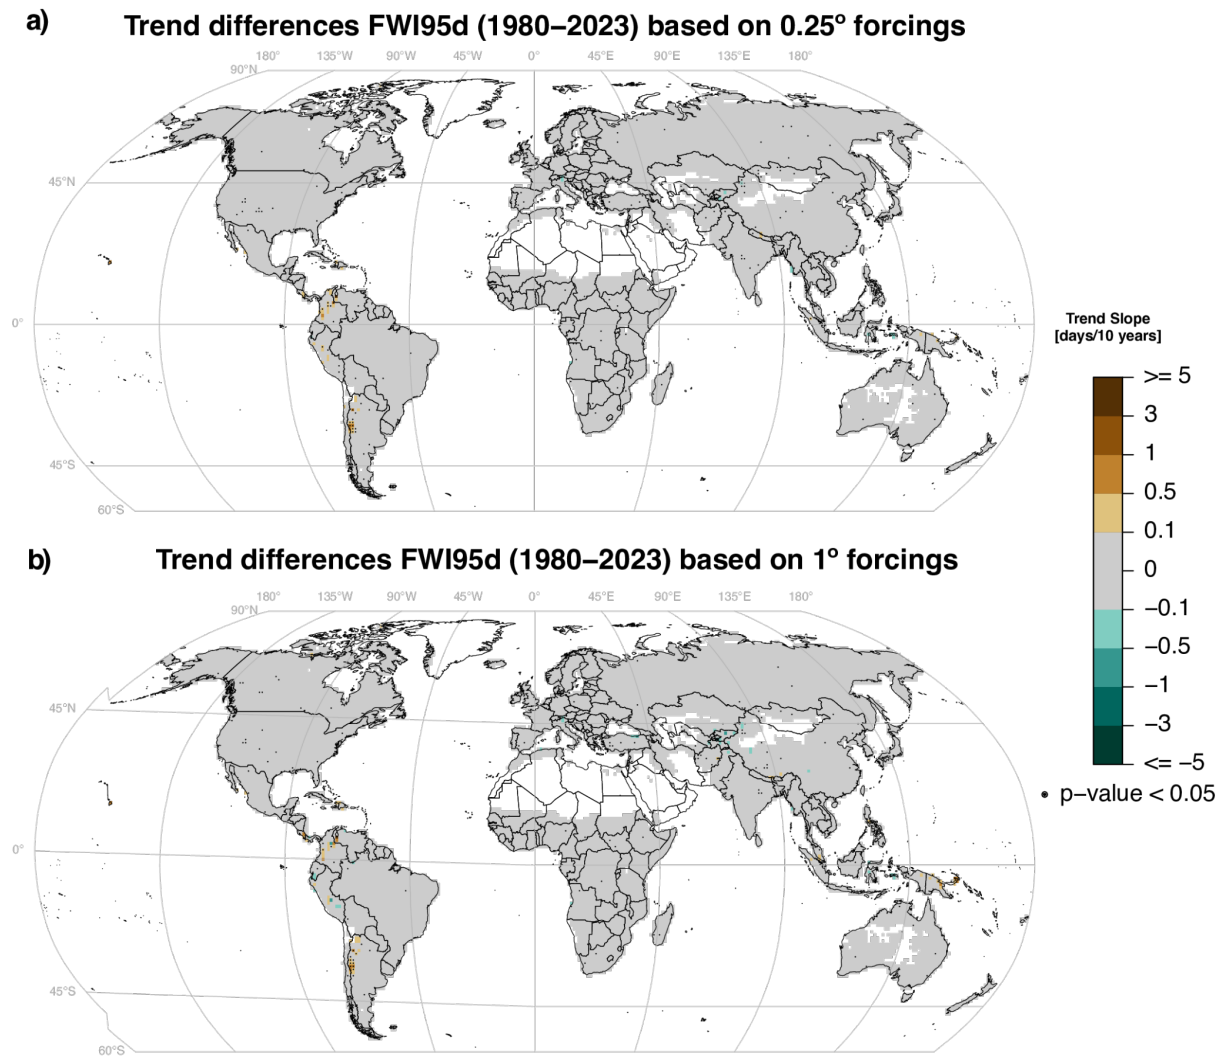 a)
Trend differences FWI95d (1980−2023) based on 0.25º forcings
180° 135°W 90°W 45°W 0° 45°E 90°E 135°E 180°
90°N
45°N
0°
45°S
60°S
b)
Trend differences FWI95d (1980−2023) based on 1º forcings
180° 135°W 90°W 45°W 0° 45°E 90°E 135°E 180°
90°N
45°N
0°
45°S
60°S
Trend Slope
[days/10 years]
>= 5
3
1
0.5
0.1
0
−0.1
−0.5
−1
−3
<= −5
p−value < 0.05